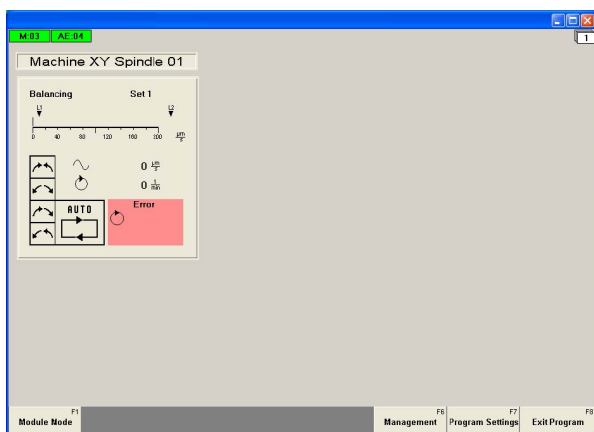 M:03 AE:04
1
Machine XY Spindle 01
Balancing Set 1
L1 L2
0 40 80 120 160 200 µm/s
0 µm/s
0 1/min
AUTO Error
F1 F6 F7 F8
Module Node Management Program Settings Exit Program